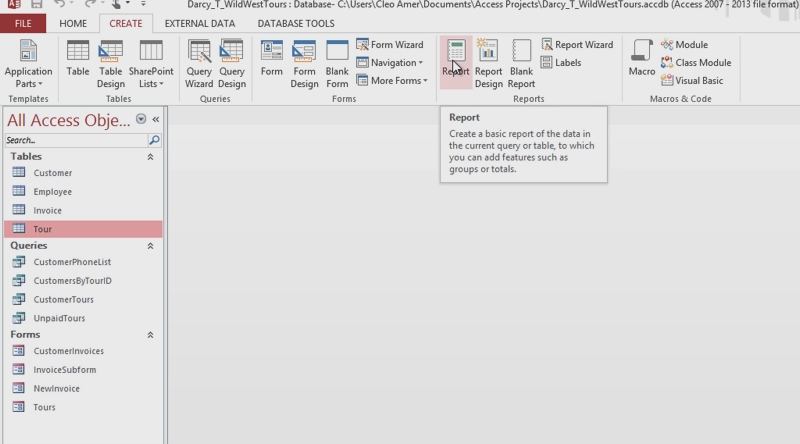 Darcy_T_WildWestTours : Database- C:\Users\Cleo Amer\Documents\Access Projects\Darcy_T_WildWestTours.accdb (Access 2007 - 2013 file format)
FILE HOME CREATE EXTERNAL DATA DATABASE TOOLS
Application Parts
Templates
Table
Table Design
SharePoint Lists
Tables
Query Wizard
Query Design
Queries
Form
Form Design
Blank Form
Form Wizard
Navigation
More Forms
Forms
Report
Report Design
Blank Report
Report Wizard
Labels
Reports
Macro
Module
Class Module
Visual Basic
Macros & Code
Report
Create a basic report of the data in
the current query or table, to which
you can add features such as
groups or totals.
All Access Obje...
Search...
Tables
Customer
Employee
Invoice
Tour
Queries
CustomerPhoneList
CustomersByTourID
CustomerTours
UnpaidTours
Forms
CustomerInvoices
InvoiceSubform
NewInvoice
Tours